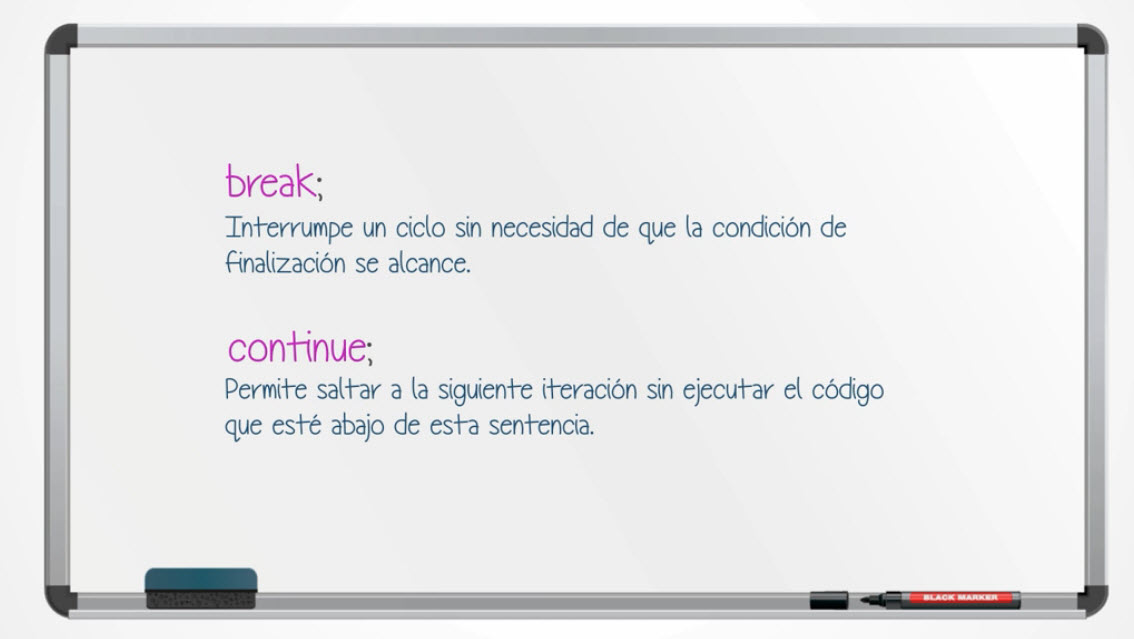 break;
Interrumpe un ciclo sin necesidad de que la condición de
finalización se alcance.
continue;
Permite saltar a la siguiente iteración sin ejecutar el código
que esté abajo de esta sentencia.
BLACK MARKER